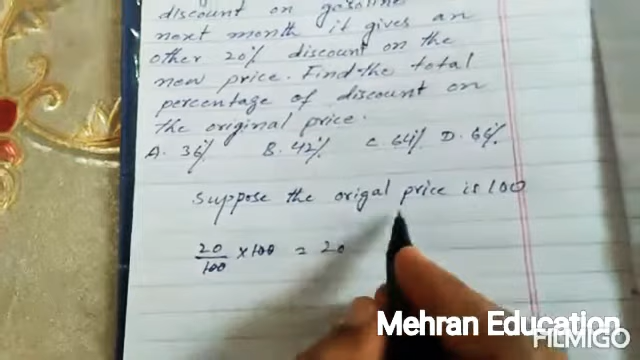 discount on gasoline
next month it gives an
other 20% discount on the
new price. Find the total
percentage of discount on
the original price.
A. 36% B. 42% C. 64% D. 66%
Suppose the origal price is 100
20/100 × 100 = 20
Mehran Education
FILMIGO